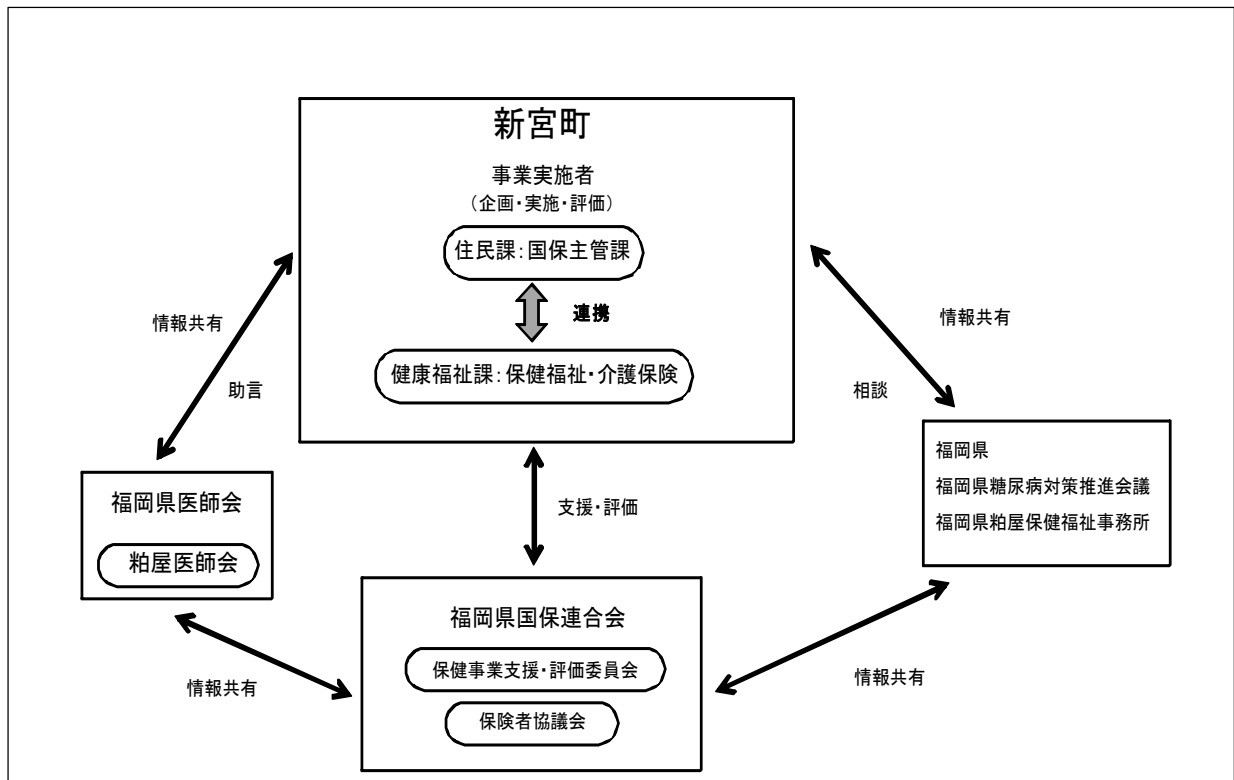 新宮町
事業実施者
(企画・実施・評価)
住民課:国保主管課
連携
健康福祉課:保健福祉・介護保険
情報共有
助言
情報共有
相談
福岡県医師会
粕屋医師会
支援・評価
福岡県
福岡県糖尿病対策推進会議
福岡県粕屋保健福祉事務所
福岡県国保連合会
保健事業支援・評価委員会
保険者協議会
情報共有
情報共有